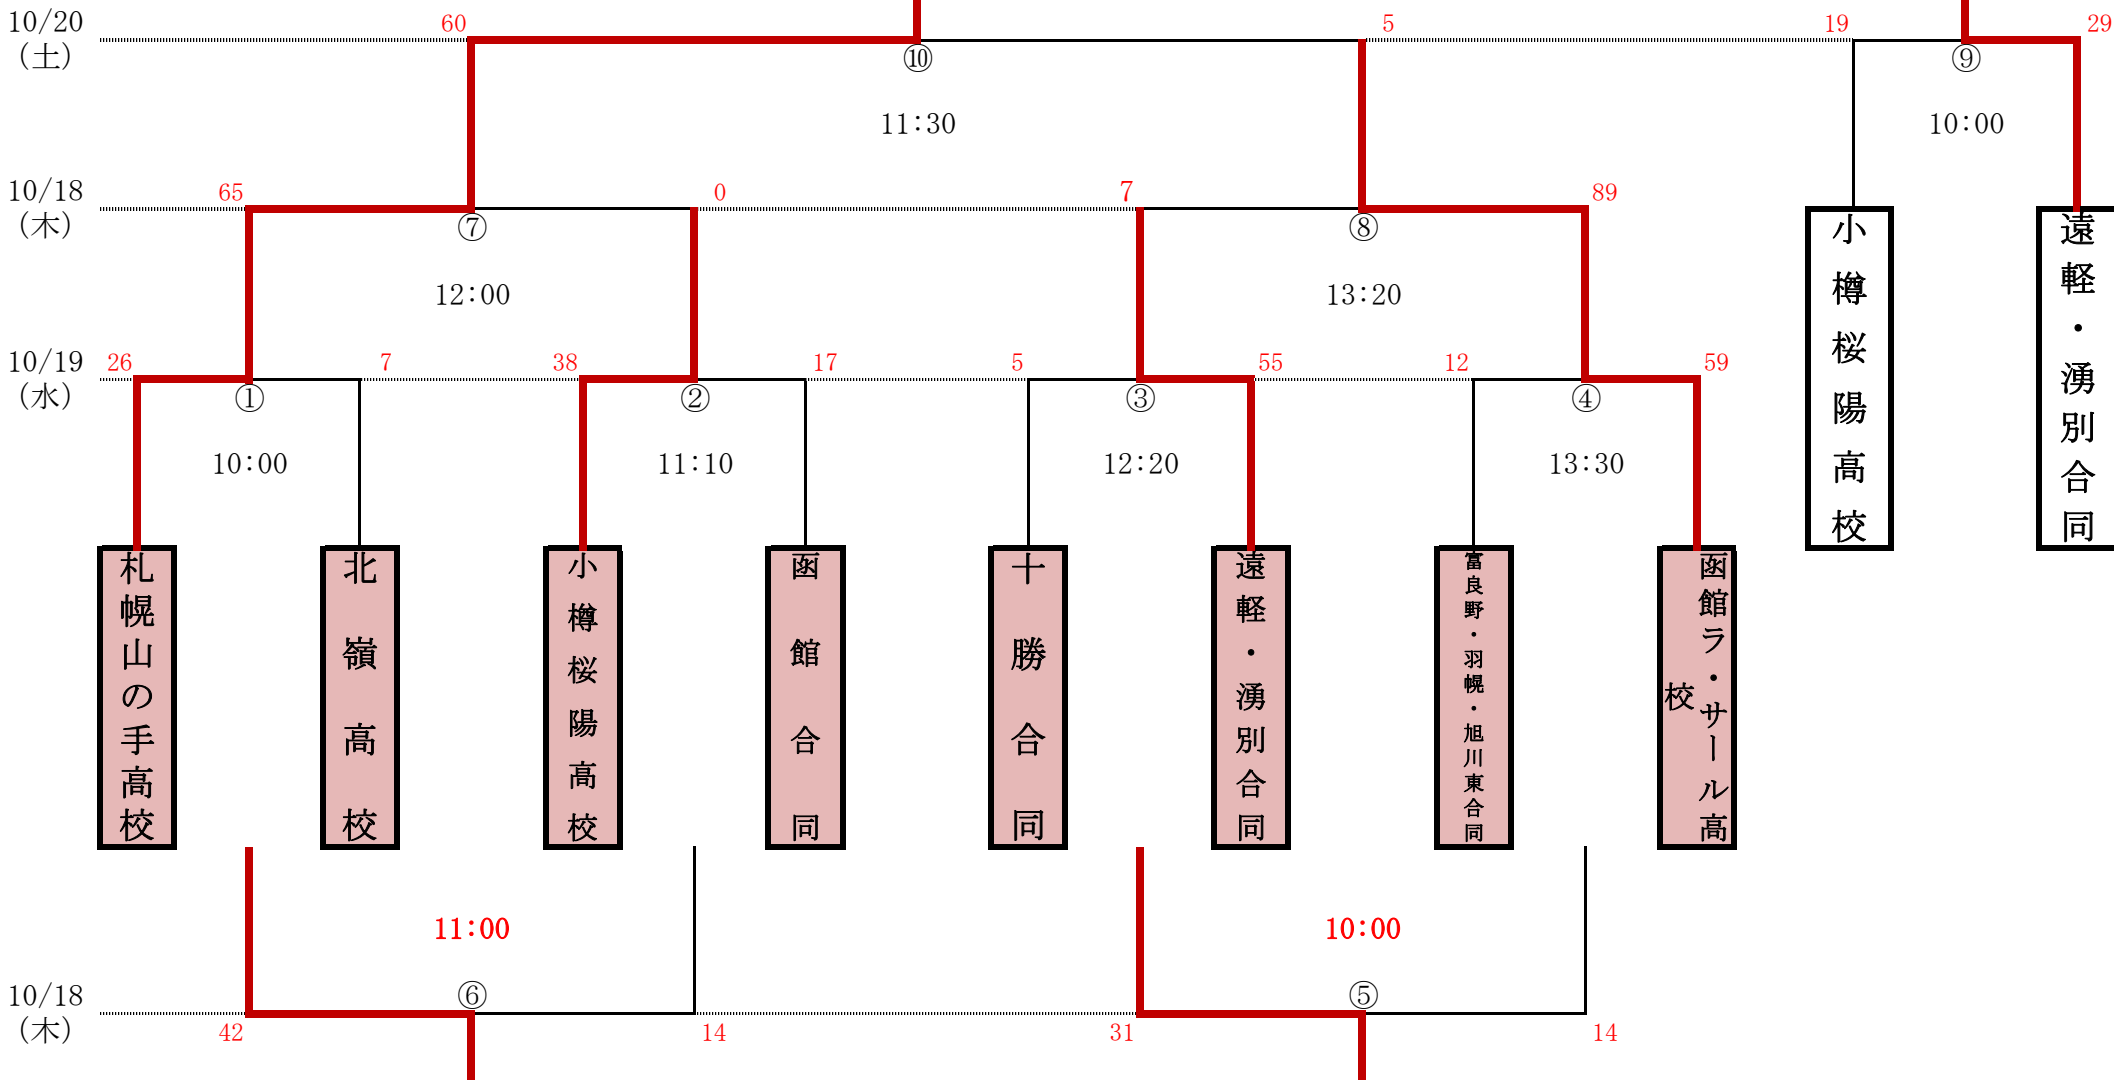 10/20
(土)
60
5
19
29
⑩
⑨
11:30
10:00
10/18
(木)
65
0
7
89
⑦
⑧
12:00
13:20
小樽桜陽高校
遠軽・湧別合同
10/19
(水)
26
7
38
17
5
55
12
59
①
②
③
④
10:00
11:10
12:20
13:30
札幌山の手高校
北嶺高校
小樽桜陽高校
函館合同
十勝合同
遠軽・湧別合同
富良野・羽幌・旭川東合同
函館ラ・サール高
校
11:00
10:00
10/18
(木)
⑥
⑤
42
14
31
14